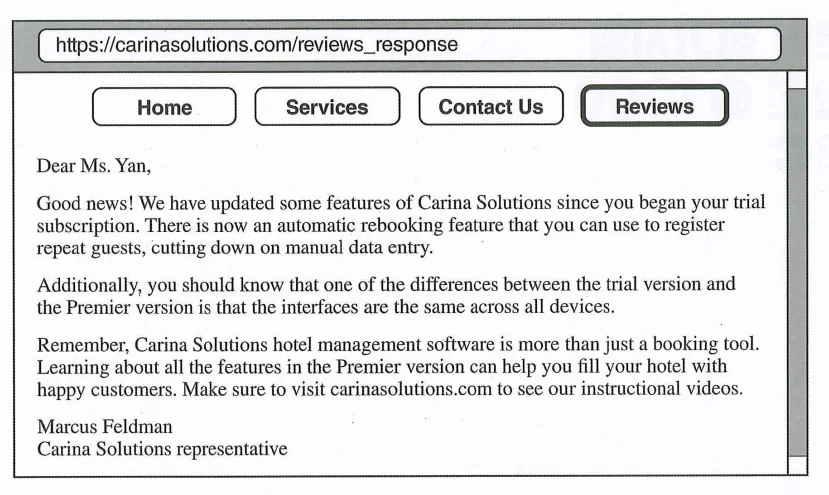 https://carinasolutions.com/reviews_response
Home Services Contact Us Reviews
Dear Ms. Yan,
Good news! We have updated some features of Carina Solutions since you began your trial
subscription. There is now an automatic rebooking feature that you can use to register
repeat guests, cutting down on manual data entry.
Additionally, you should know that one of the differences between the trial version and
the Premier version is that the interfaces are the same across all devices.
Remember, Carina Solutions hotel management software is more than just a booking tool.
Learning about all the features in the Premier version can help you fill your hotel with
happy customers. Make sure to visit carinasolutions.com to see our instructional videos.
Marcus Feldman
Carina Solutions representative